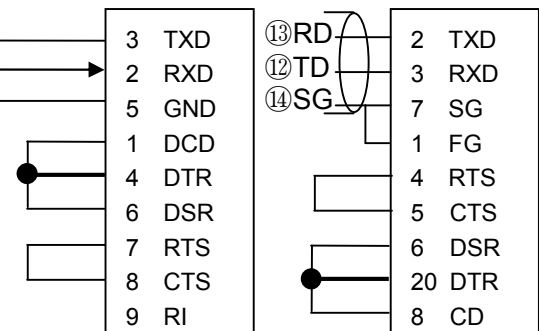 3 TXD
2 RXD
5 GND
1 DCD
4 DTR
6 DSR
7 RTS
8 CTS
9 RI
⑬RD 2 TXD
⑫TD 3 RXD
⑭SG 7 SG
1 FG
4 RTS
5 CTS
6 DSR
20 DTR
8 CD